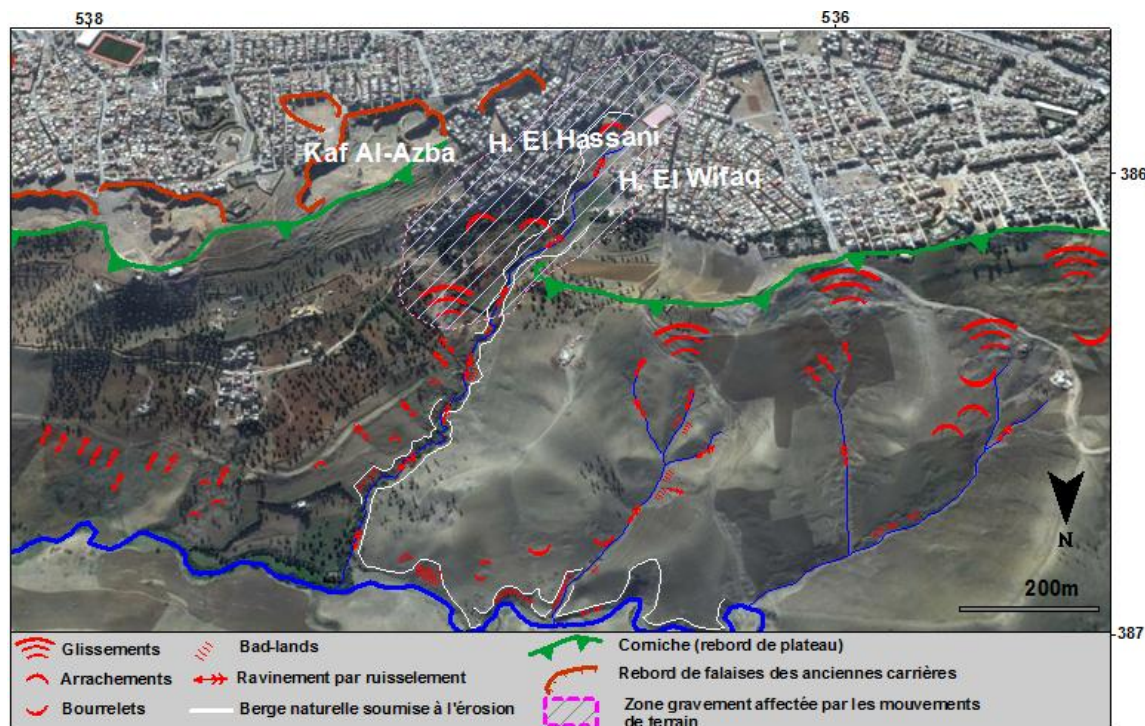 538
536
Kaf Al-Azba
H. El Hassani
H. El Wifaq
386
N
200m
387
Glissements
Bad-lands
Corniche (rebord de plateau)
Arrachements
Ravinement par ruisselement
Rebord de falaises des anciennes carrières
Bourrelets
Berge naturelle soumise à l'érosion
Zone gravement affectée par les mouvements
de terrain